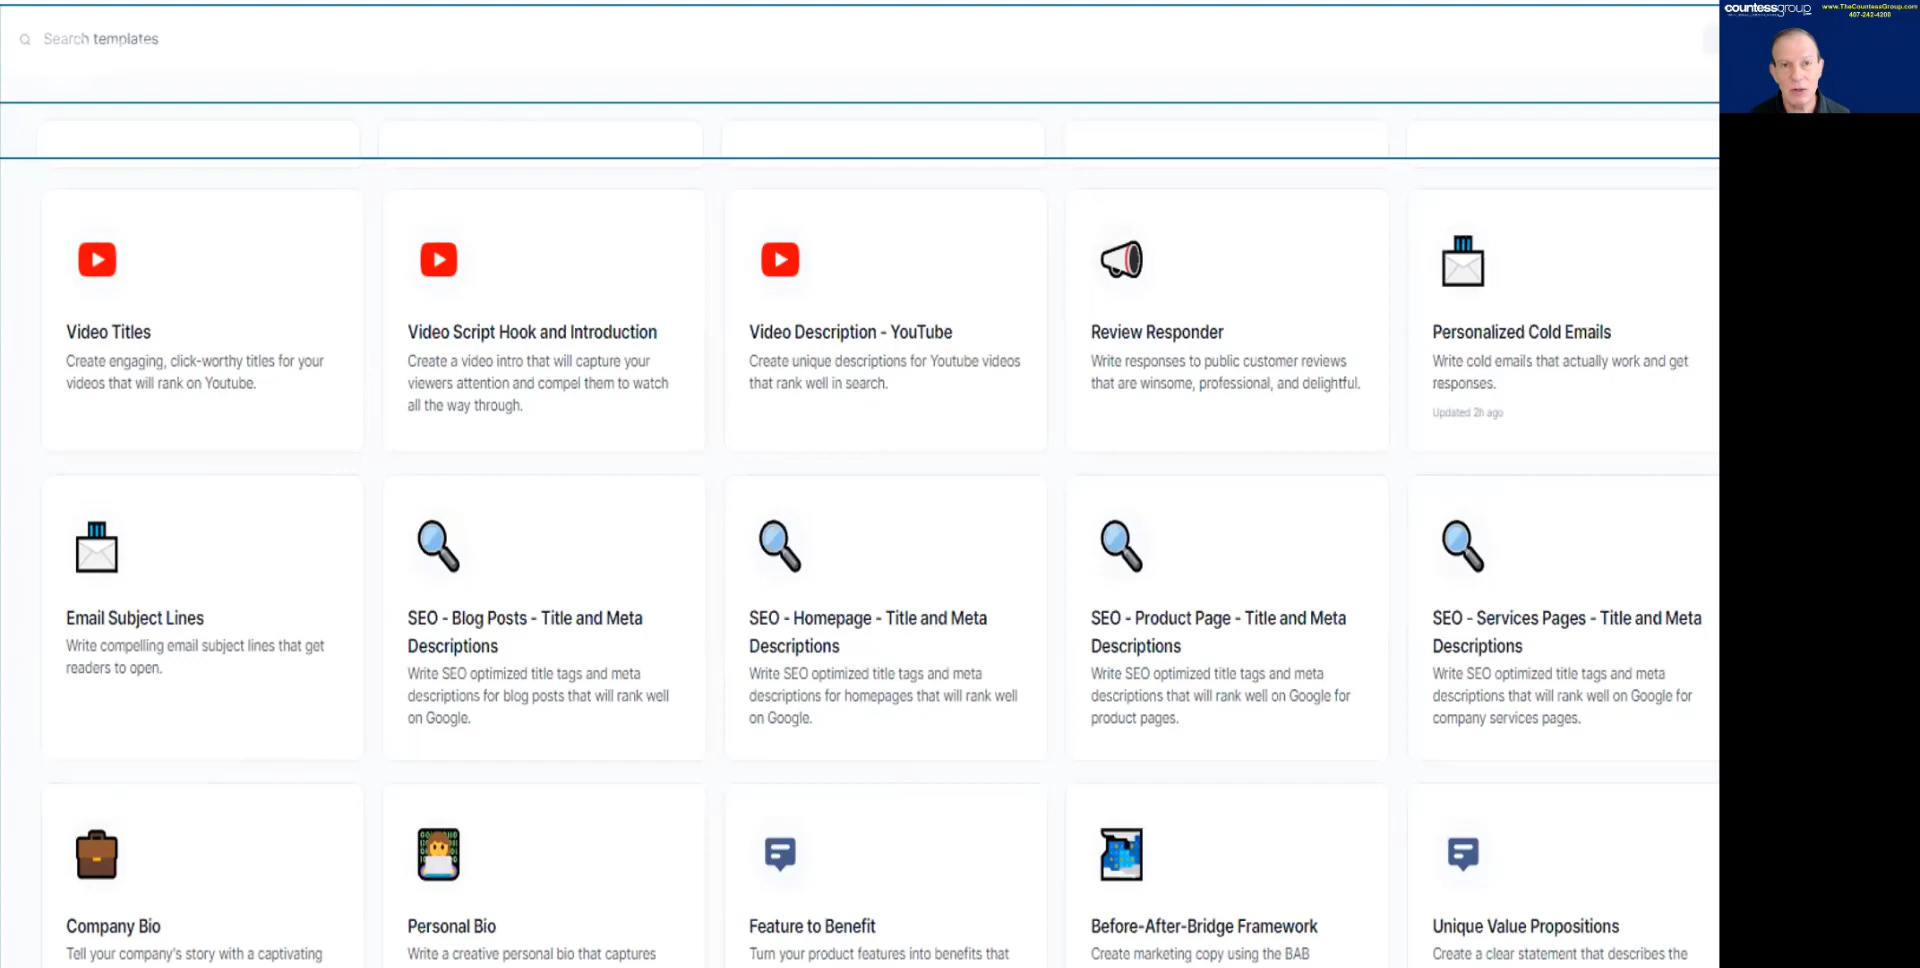 countessgroup
www.TheCountessGroup.com
407-242-4200
Search templates
Video Titles
Create engaging, click-worthy titles for your
videos that will rank on Youtube.
Video Script Hook and Introduction
Create a video intro that will capture your
viewers attention and compel them to watch
all the way through.
Video Description - YouTube
Create unique descriptions for Youtube videos
that rank well in search.
Review Responder
Write responses to public customer reviews
that are winsome, professional, and delightful.
Personalized Cold Emails
Write cold emails that actually work and get
responses.
Updated 2h ago
Email Subject Lines
Write compelling email subject lines that get
readers to open.
SEO - Blog Posts - Title and Meta
Descriptions
Write SEO optimized title tags and meta
descriptions for blog posts that will rank well
on Google.
SEO - Homepage - Title and Meta
Descriptions
Write SEO optimized title tags and meta
descriptions for homepages that will rank well
on Google.
SEO - Product Page - Title and Meta
Descriptions
Write SEO optimized title tags and meta
descriptions that will rank well on Google for
product pages.
SEO - Services Pages - Title and Meta
Descriptions
Write SEO optimized title tags and meta
descriptions that will rank well on Google for
company services pages.
Company Bio
Tell your company's story with a captivating
Personal Bio
Write a creative personal bio that captures
Feature to Benefit
Turn your product features into benefits that
Before-After-Bridge Framework
Create marketing copy using the BAB
Unique Value Propositions
Create a clear statement that describes the